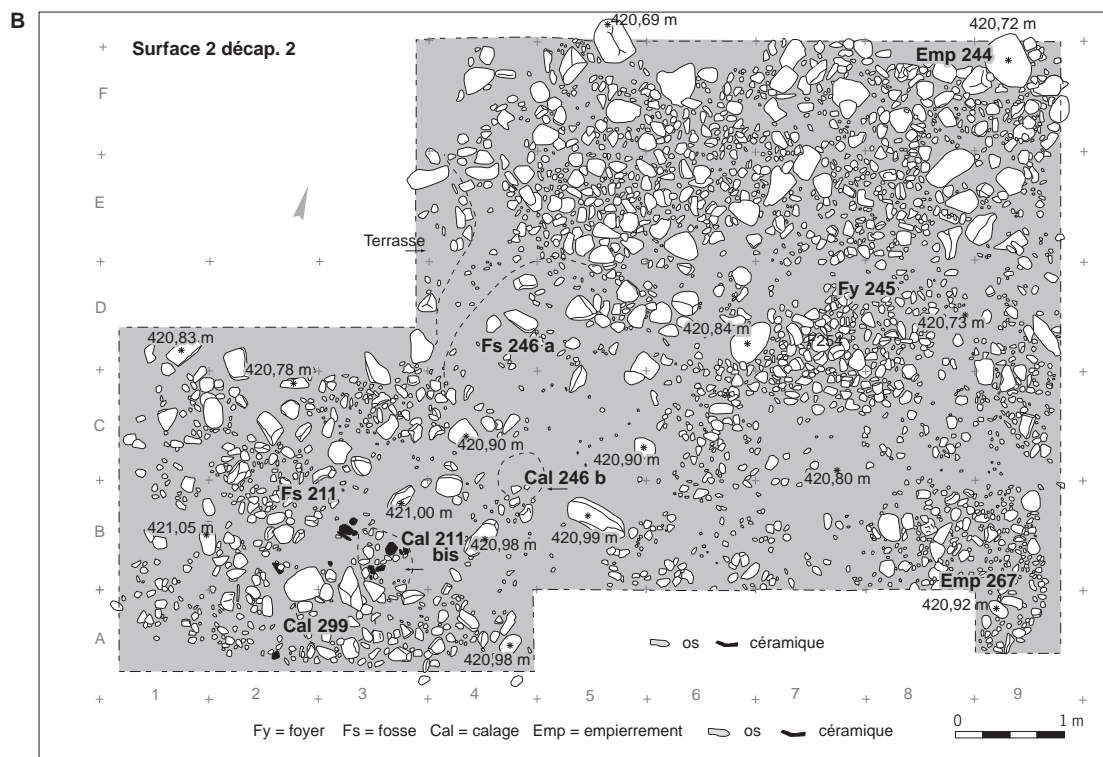 B
Surface 2 décap. 2
420,69 m
420,72 m
Emp 244
F
E
Terrasse
D
Fy 245
420,84 m
420,73 m
F254
420,83 m
Fs 246 a
420,78 m
C
420,90 m
420,90 m
Cal 246 b
420,80 m
Fs 211
421,00 m
421,05 m
B
Cal 211
bis
420,98 m
420,99 m
Emp 267
420,92 m
Cal 299
A
420,98 m
os céramique
1 2 3 4 5 6 7 8 9
Fy = foyer Fs = fosse Cal = calage Emp = empierrement os céramique
0 1 m